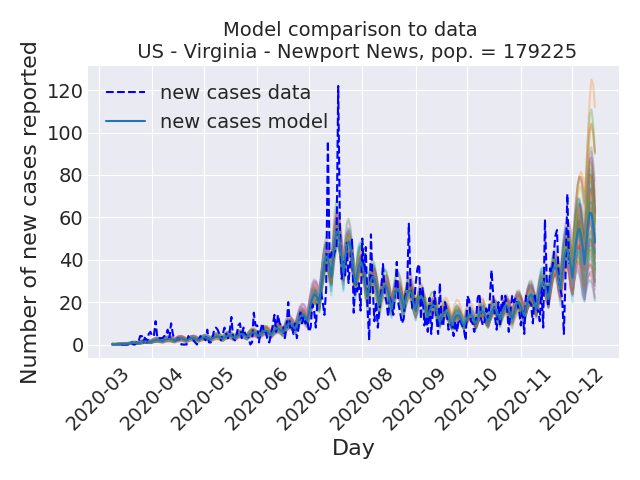 Model comparison to data
US - Virginia - Newport News, pop. = 179225
Number of new cases reported
120
100
80
60
40
20
0
new cases data
new cases model
2020-03
2020-04
2020-05
2020-06
2020-07
2020-08
2020-09
2020-10
2020-11
2020-12
Day